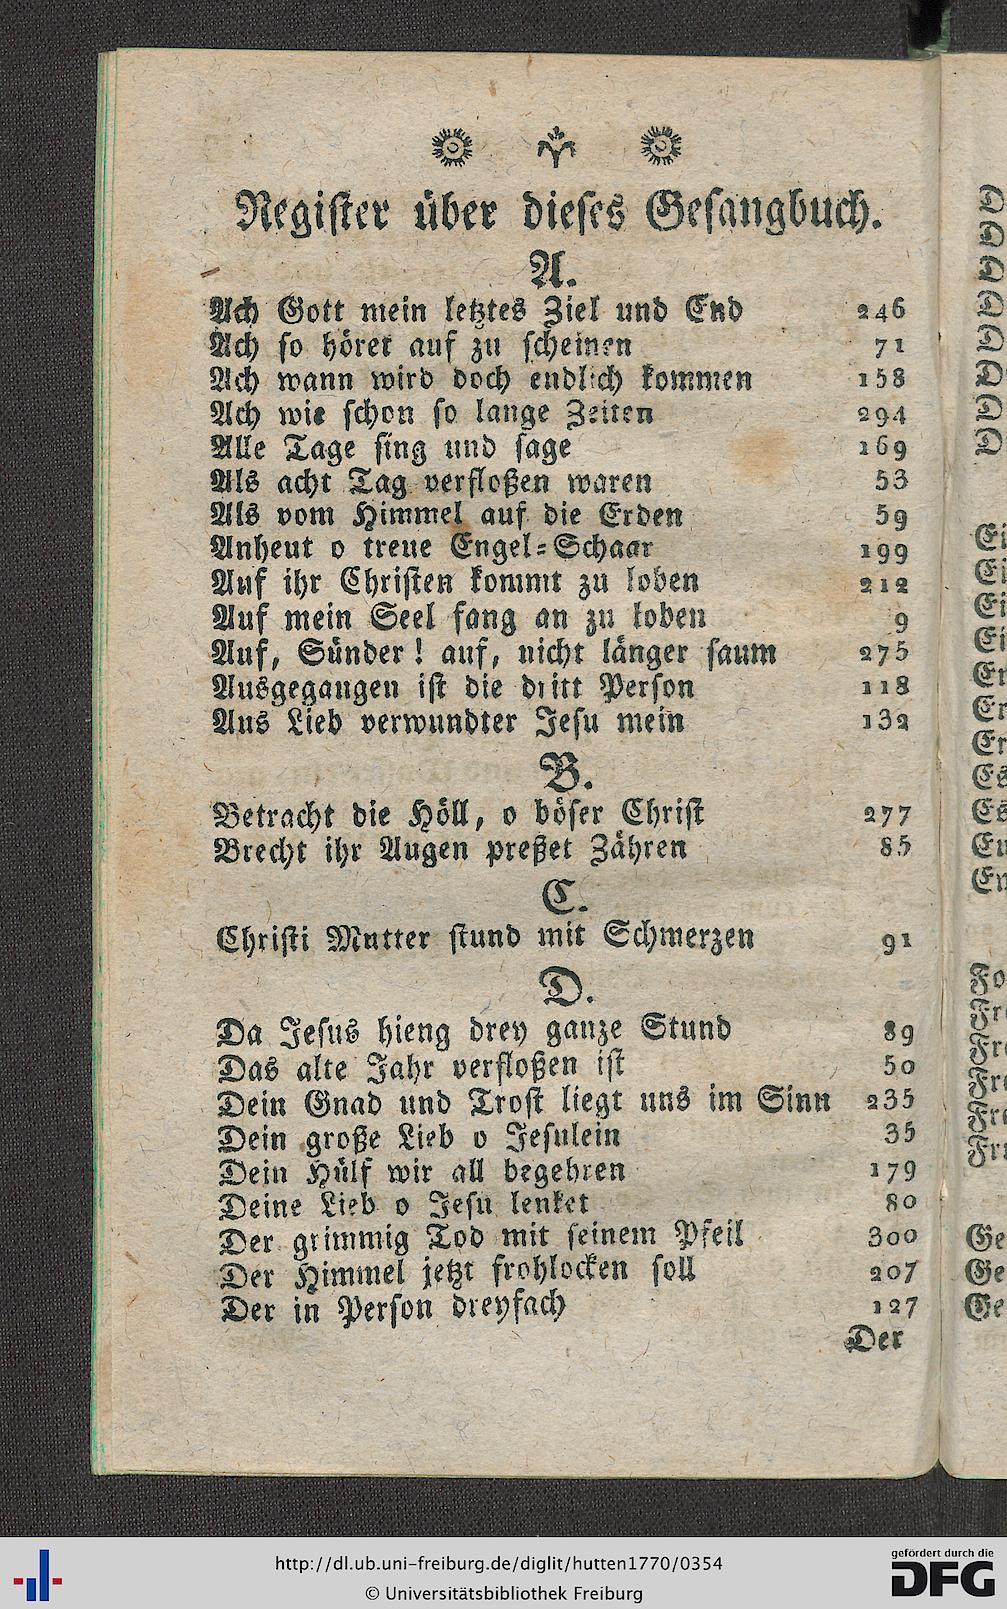 Register über dieses Gesangbuch.
A.
Ach Gott mein letztes Ziel und End 246
Ach so höret auf zu scheinen 71
Ach wann wird doch endlich kommen 158
Ach wie schon so lange Zeiten 294
Alle Tage sing und sage 169
Als acht Tag verfloßen waren 53
Als vom Himmel auf die Erden 59
Anheut o treue Engel-Schaar 199
Auf ihr Christen kommt zu loben 212
Auf mein Seel fang an zu loben 9
Auf, Sünder! auf, nicht länger saum 275
Ausgegangen ist die dritt Person 118
Aus Lieb verwundter Jesu mein 132
B.
Betracht die Höll, o böser Christ 277
Brecht ihr Augen preßet Zähren 85
C.
Christi Mutter stund mit Schmerzen 91
D.
Da Jesus hieng drey ganze Stund 89
Das alte Jahr verfloßen ist 50
Dein Gnad und Trost liegt uns im Sinn 235
Dein große Lieb o Jesulein 35
Dein Hülf wir all begehren 179
Deine Lieb o Jesu lenket 80
Der grimmig Tod mit seinem Pfeil 300
Der Himmel jetzt frohlocken soll 207
Der in Person dreyfach 127
Der
http://dl.ub.uni-freiburg.de/diglit/hutten1770/0354
© Universitätsbibliothek Freiburg
gefördert durch die
DFG